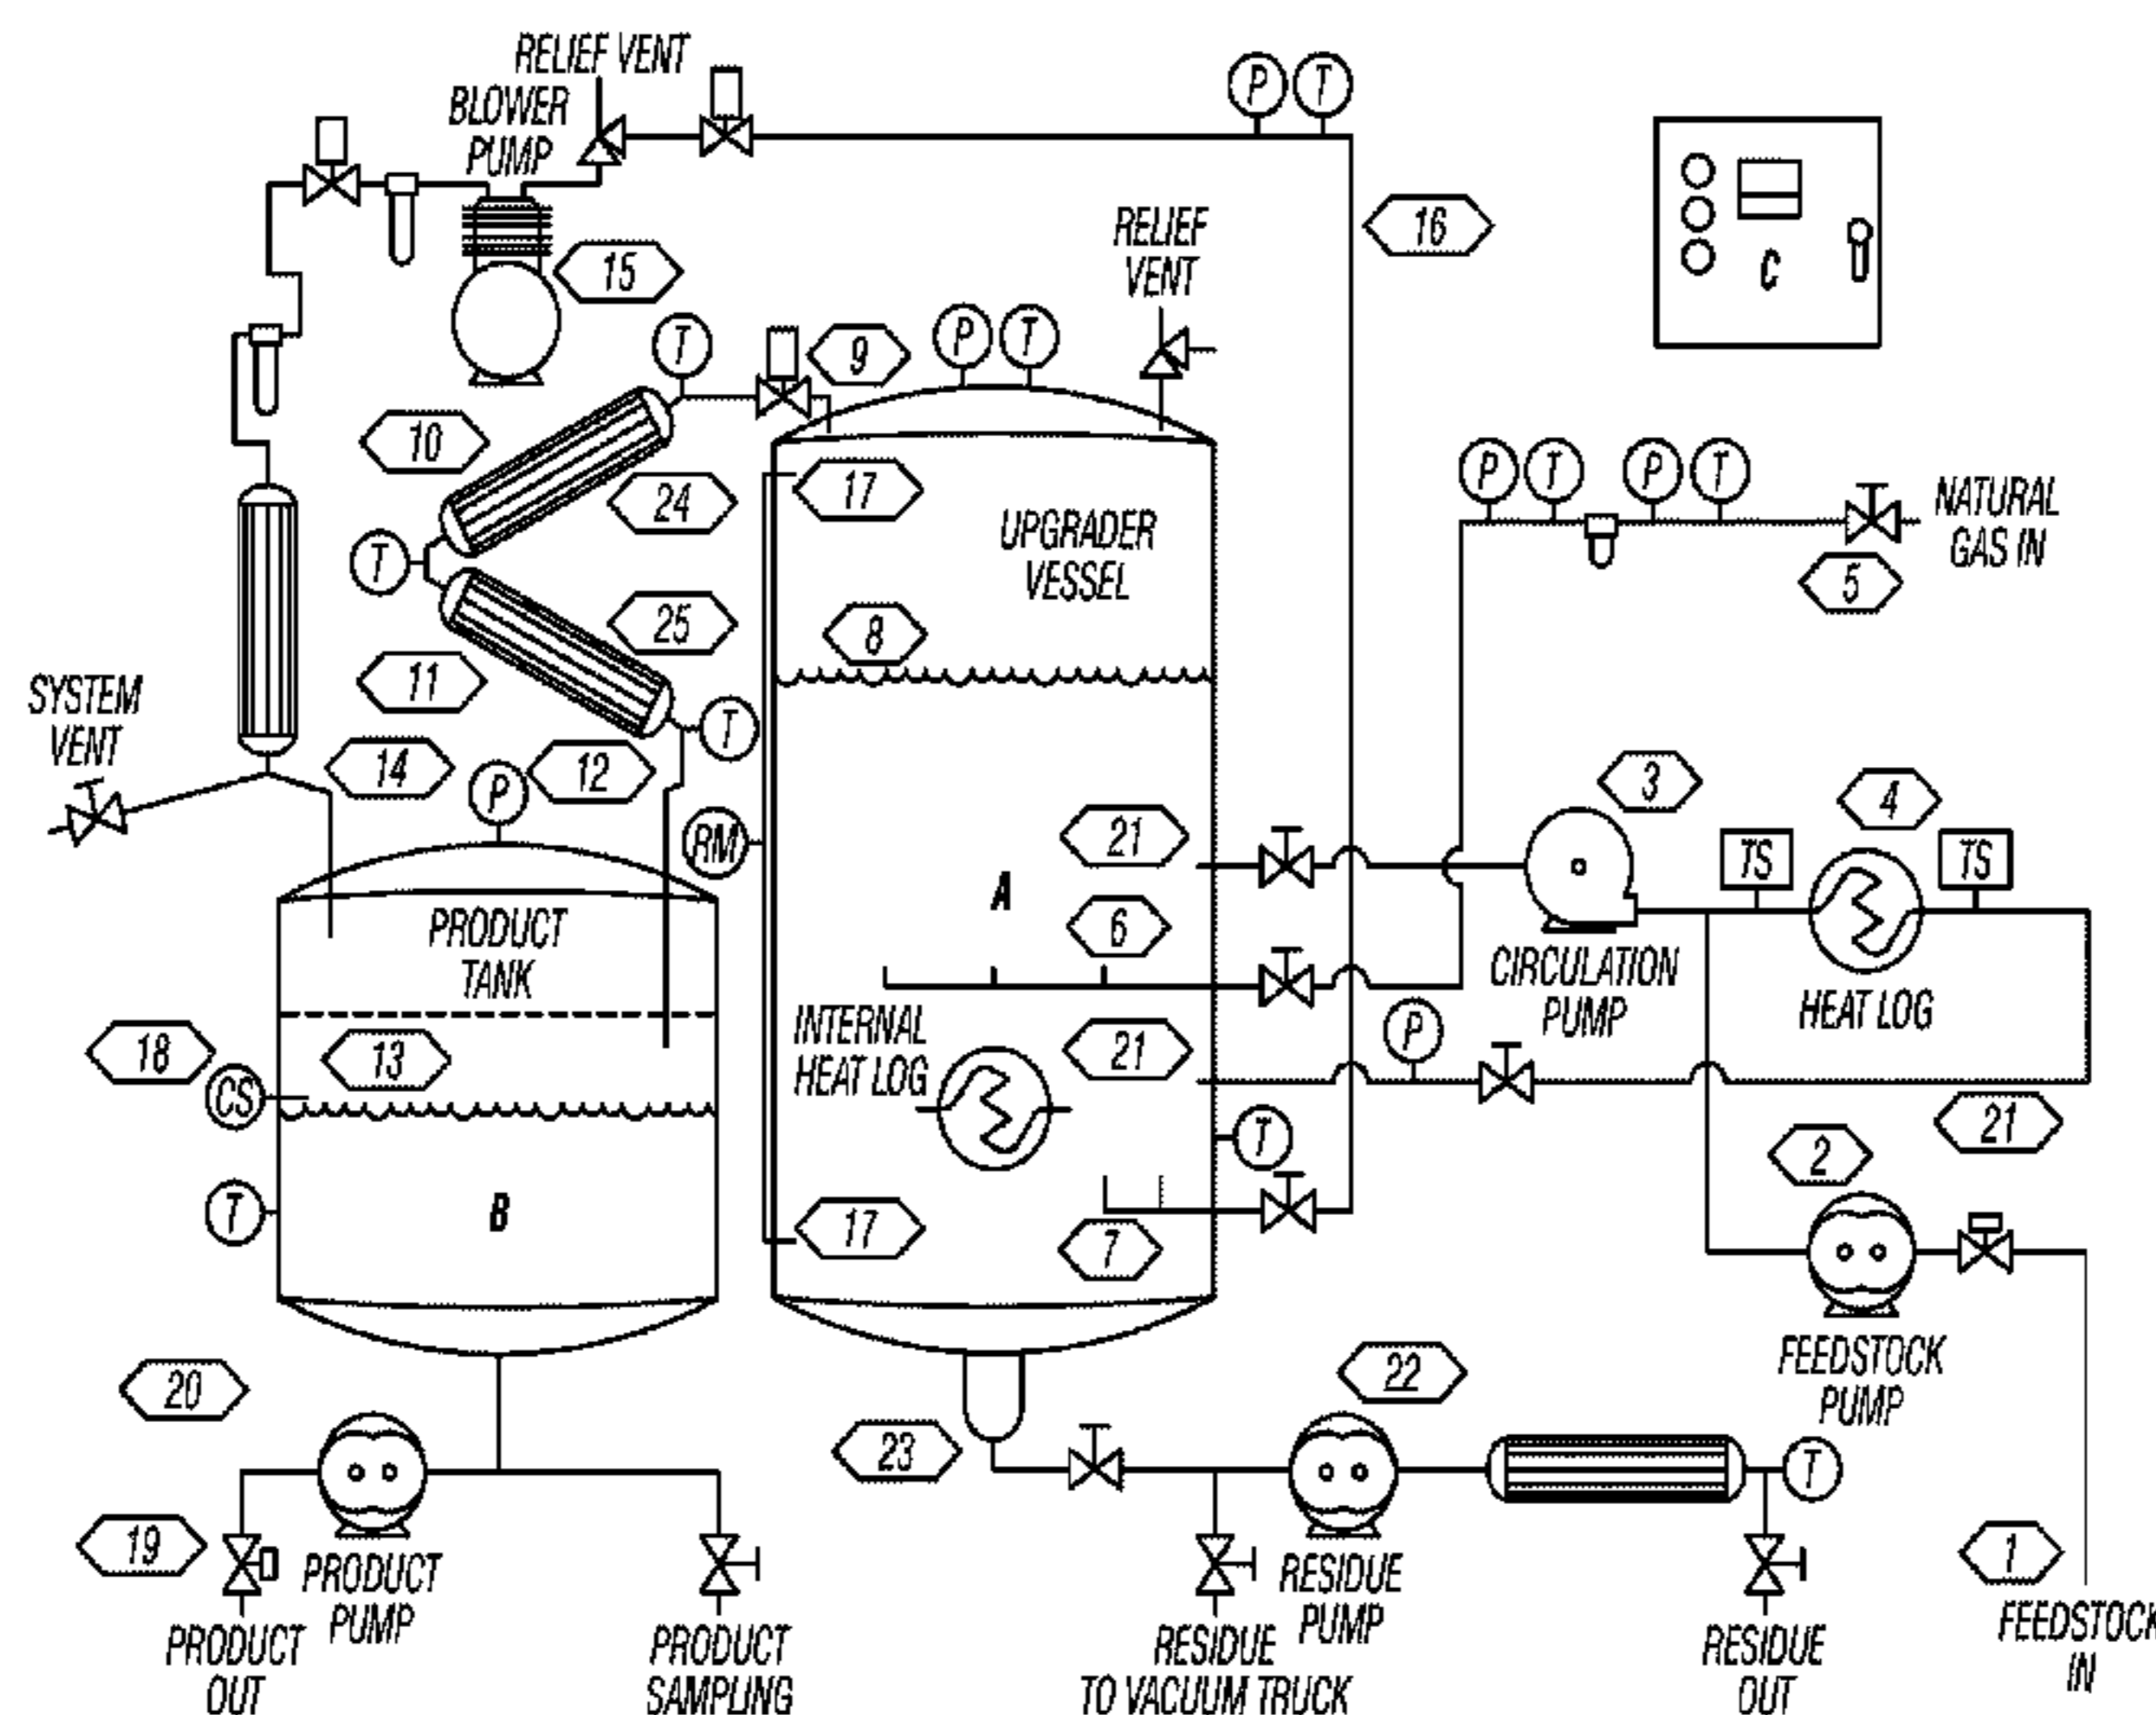 RELIEF VENT
BLOWER
PUMP
P
T
16
C
RELIEF
VENT
15
T
9
P
T
10
24
17
UPGRADER
VESSEL
P
T
P
T
NATURAL
GAS IN
5
T
25
8
11
SYSTEM
VENT
14
P
12
T
RM
21
3
4
TS
TS
A
6
CIRCULATION
PUMP
HEAT LOG
PRODUCT
TANK
INTERNAL
HEAT LOG
21
P
18
13
CS
T
21
2
T
B
17
7
FEEDSTOCK
PUMP
20
23
22
T
19
PRODUCT
PUMP
PRODUCT
OUT
PRODUCT
SAMPLING
RESIDUE
PUMP
RESIDUE
TO VACUUM TRUCK
RESIDUE
OUT
1
FEEDSTOCK
IN